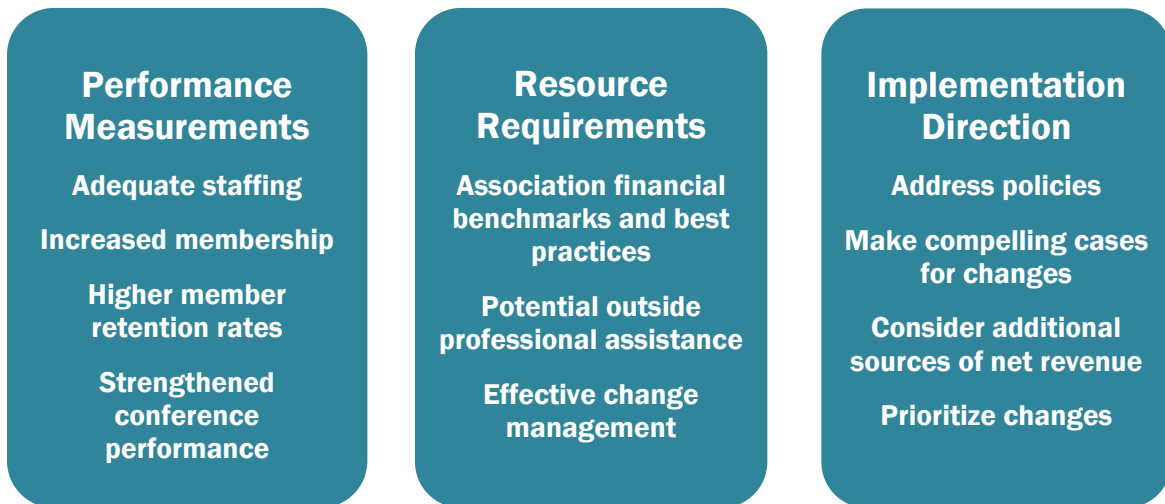 Performance
Measurements
Adequate staffing
Increased membership
Higher member
retention rates
Strengthened
conference
performance
Resource
Requirements
Association financial
benchmarks and best
practices
Potential outside
professional assistance
Effective change
management
Implementation
Direction
Address policies
Make compelling cases
for changes
Consider additional
sources of net revenue
Prioritize changes